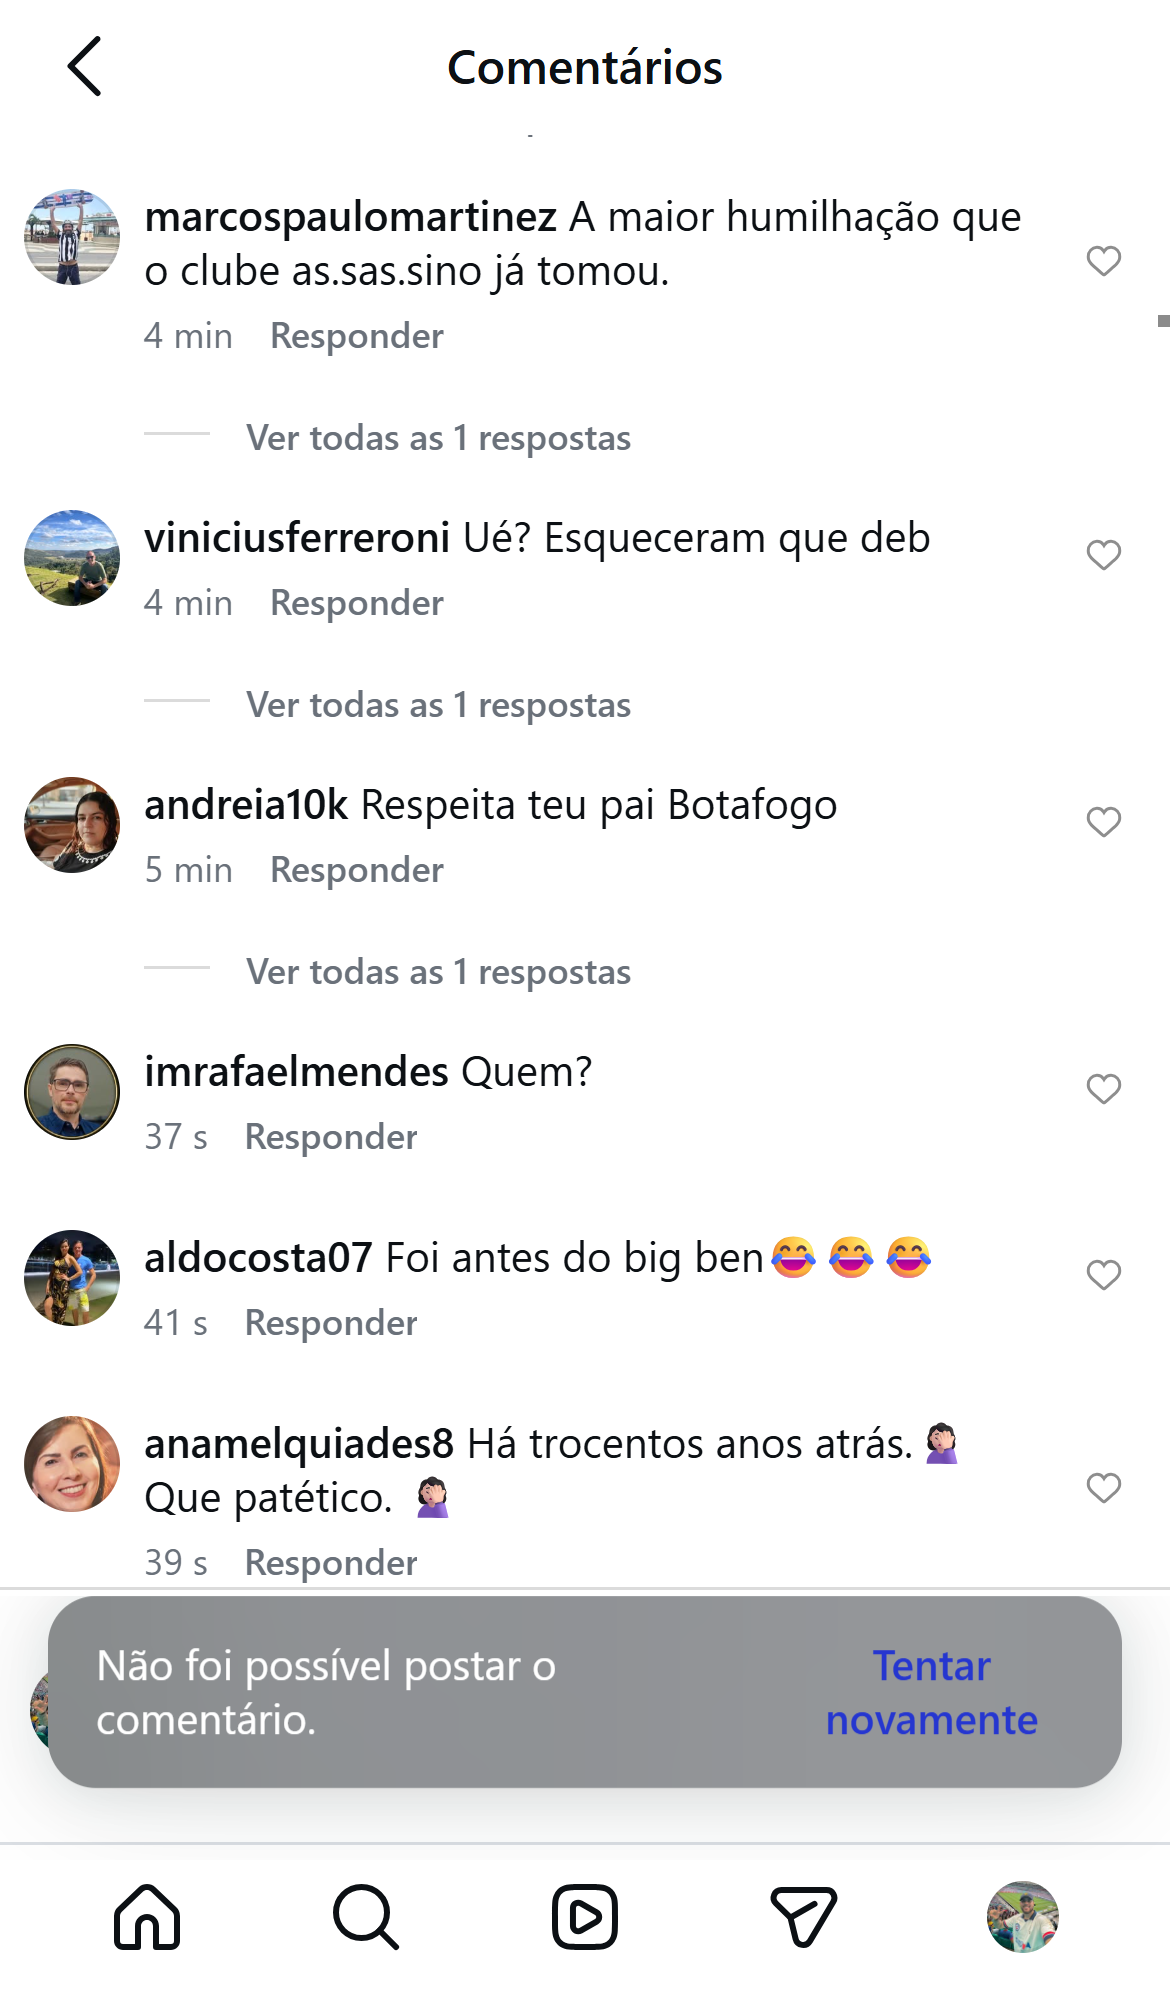 Comentários
marcospaulomartinez A maior humilhação que
o clube as.sas.sino já tomou.
4 min Responder
Ver todas as 1 respostas
viniciusferreroni Ué? Esqueceram que deb
4 min Responder
Ver todas as 1 respostas
andreia10k Respeita teu pai Botafogo
5 min Responder
Ver todas as 1 respostas
imrafaelmendes Quem?
37 s Responder
aldocosta07 Foi antes do big ben😂😂😂
41 s Responder
anamelquiades8 Há trocentos anos atrás.🤦🏻‍♀️
Que patético. 🤦🏻‍♀️
39 s Responder
Não foi possível postar o
comentário.
Tentar
novamente